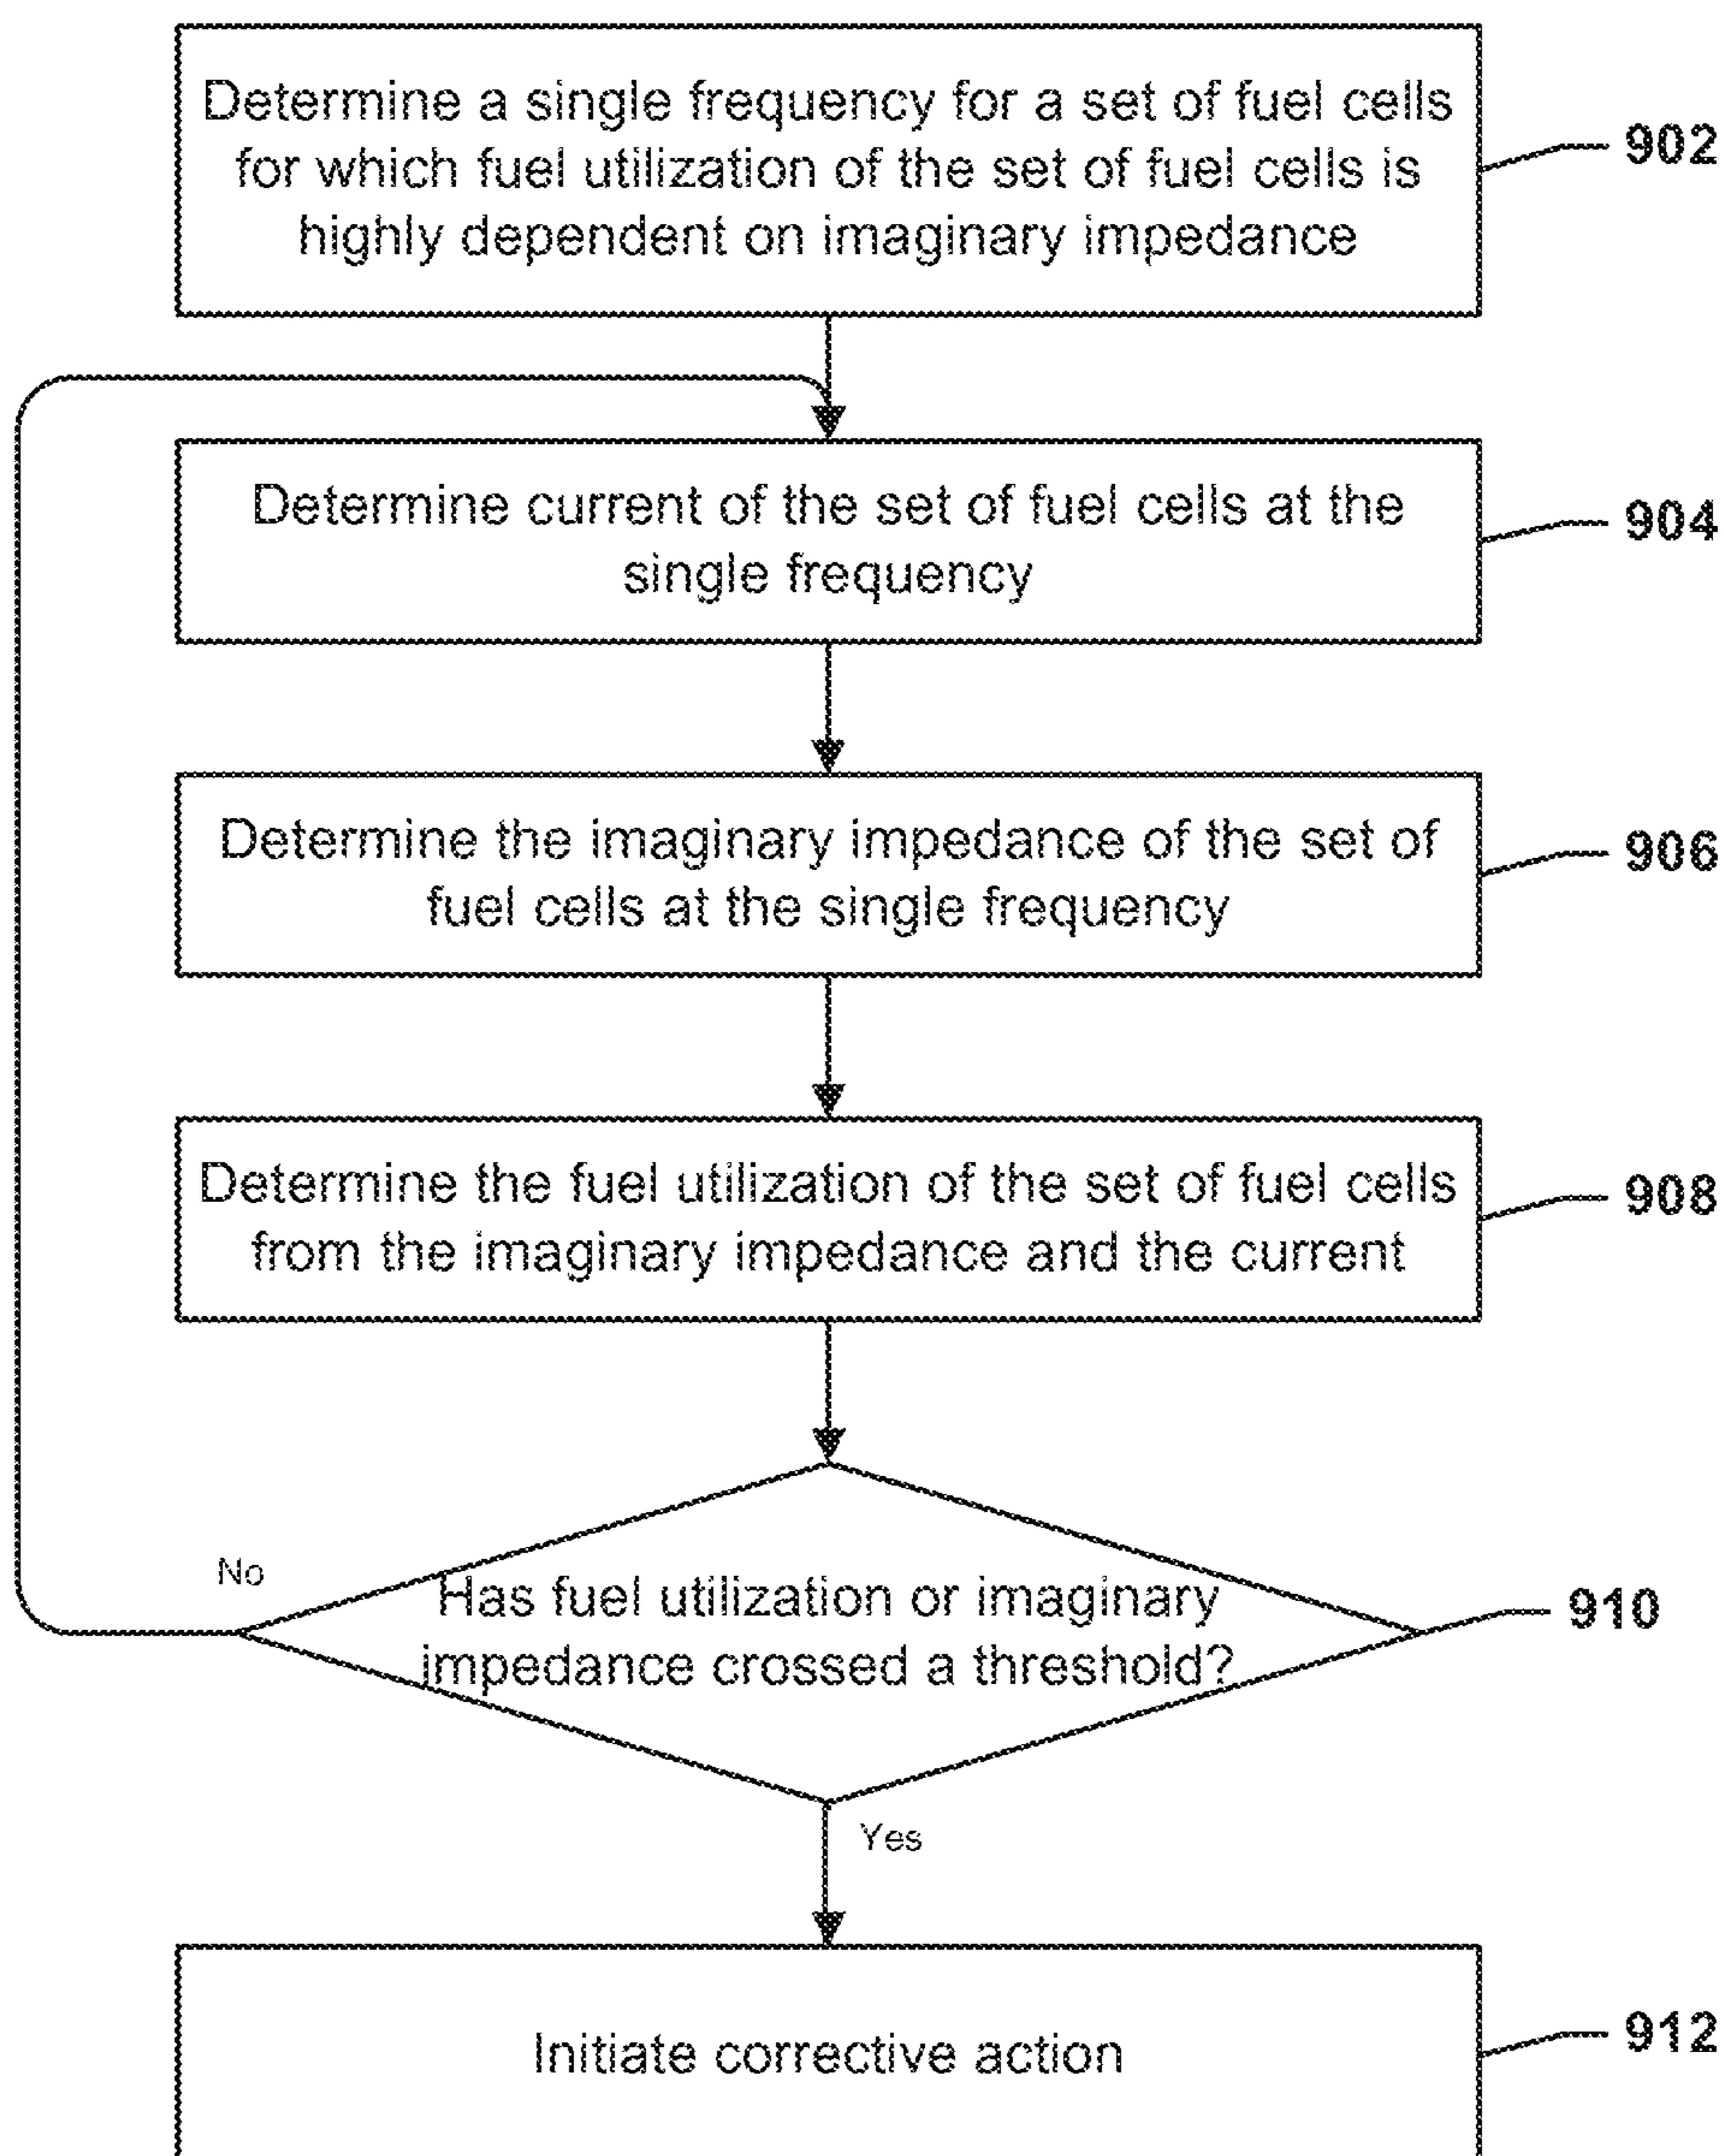 Determine a single frequency for a set of fuel cells
for which fuel utilization of the set of fuel cells is
highly dependent on imaginary impedance
902
Determine current of the set of fuel cells at the
single frequency
904
Determine the imaginary impedance of the set of
fuel cells at the single frequency
906
Determine the fuel utilization of the set of fuel cells
from the imaginary impedance and the current
908
No
Has fuel utilization or imaginary
impedance crossed a threshold?
910
Yes
Initiate corrective action
912